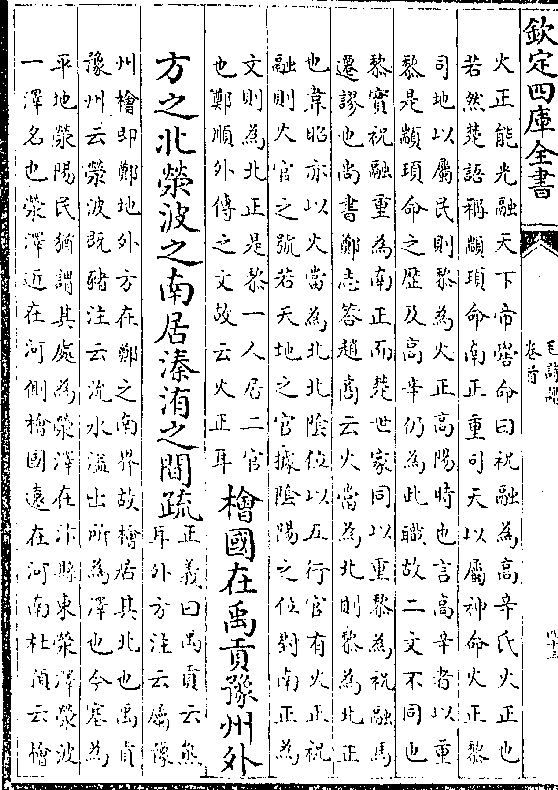 欽定四庫全書
毛詩註疏
卷首
四十三
火正能光融天下帝嚳命曰祝融為高辛氏火正也
若然楚語稱顓頊命南正重司天以屬神命火正黎
司地以屬民則黎為火正高陽時也言高辛者以重
黎是顓頊命之歷及高辛仍為此職故二文不同也
黎實祝融重為南正而楚世家同以重黎為祝融馬
遷謬也尚書鄭志答趙商云火當為北則黎為北正
也韋昭亦以火當為北北陰位以五行官有火正祝
融則火官之號若天地之官據陰陽之位對南正為
文則為北正是黎一人居二官
也鄭順外傳之文故云火正耳
檜國在禹貢豫州外
方之北滎波之南居溱洧之間疏
正義曰禹貢云熊
耳外方注云屬豫
州檜即鄭地外方在鄭之南界故檜居其北也禹貢
豫州云滎波既豬注云沇水溢出所為澤也今塞為
平地滎陽民猶謂其處為滎澤在汴縣東滎澤滎波
一澤名也滎澤近在河側檜國遠在河南杜預云檜